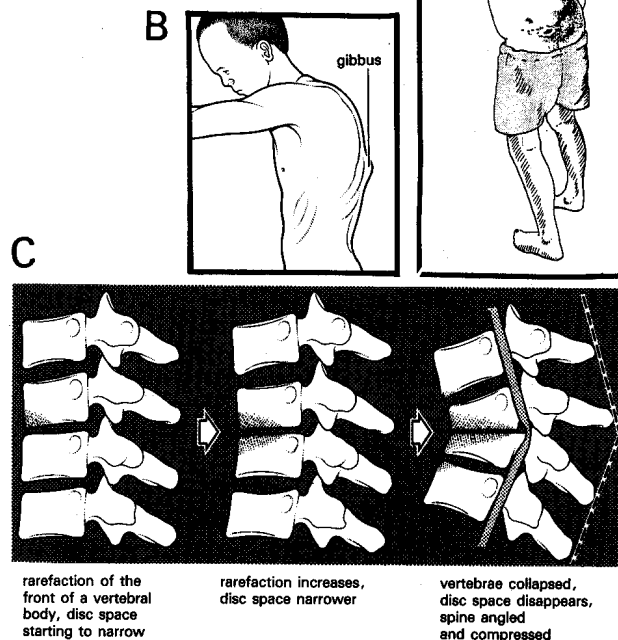 B
gibbus
C
rarefaction of the
front of a vertebral
body, disc space
starting to narrow
rarefaction increases,
disc space narrower
vertebrae collapsed,
disc space disappears,
spine angled
and compressed